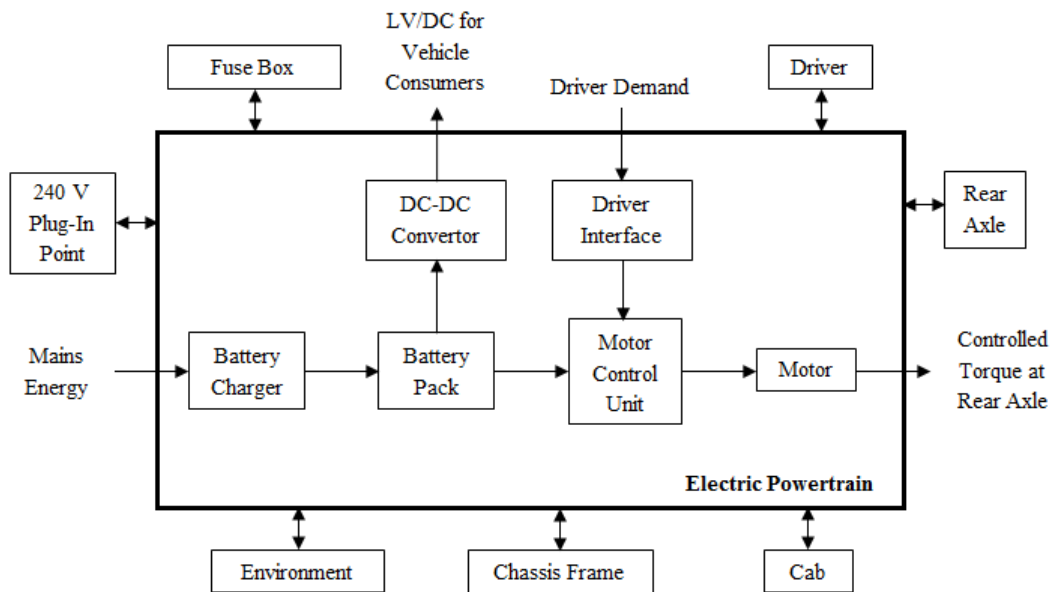 LV/DC for
Vehicle
Consumers
Fuse Box
Driver
Driver Demand
240 V
Plug-In
Point
DC-DC
Convertor
Driver
Interface
Rear
Axle
Mains
Energy
Battery
Charger
Battery
Pack
Motor
Control
Unit
Motor
Controlled
Torque at
Rear Axle
Electric Powertrain
Environment
Chassis Frame
Cab